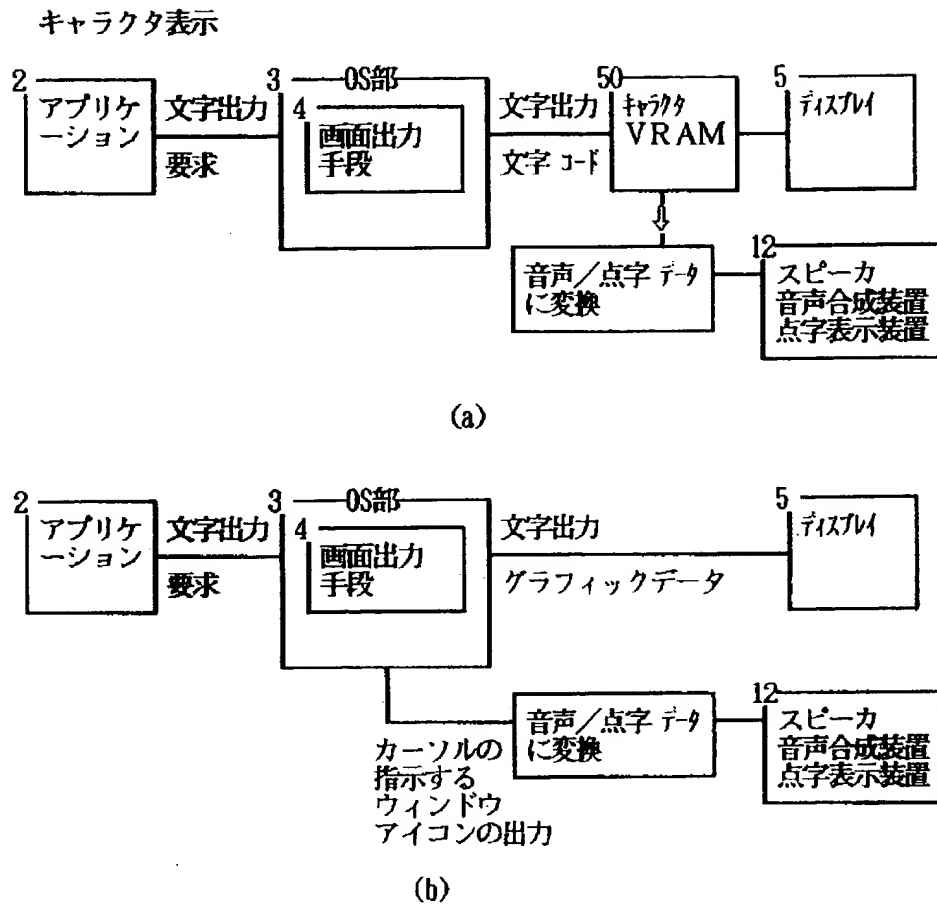 キャラクタ表示
2
アプリケ
ーション
文字出力
要求
3
OS部
4
画面出力
手段
文字出力
文字コード
50
キャラクタ
VRAM
5
ディスプレイ
音声／点字データ
に変換
12
スピーカ
音声合成装置
点字表示装置
(a)
2
アプリケ
ーション
文字出力
要求
3
OS部
4
画面出力
手段
文字出力
グラフィックデータ
5
ディスプレイ
カーソルの
指示する
ウィンドウ
アイコンの出力
音声／点字データ
に変換
12
スピーカ
音声合成装置
点字表示装置
(b)